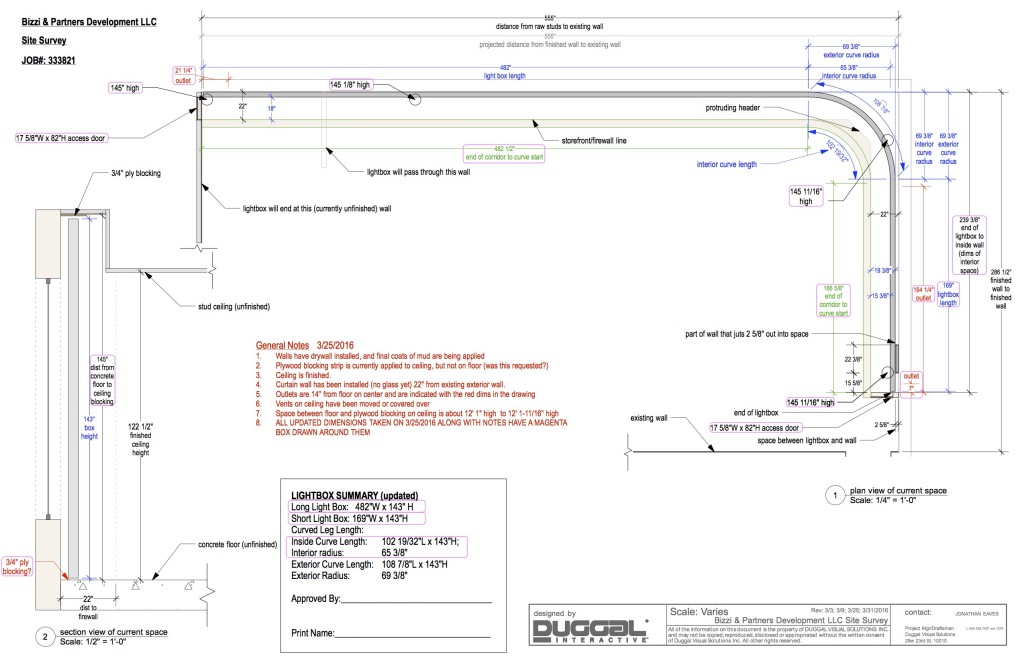 Bizzi & Partners Development LLC
Site Survey
JOB#: 333821
555"
distance from raw studs to existing wall
555"
projected distance from finished wall to existing wall
482"
light box length
69 3/8"
exterior curve radius
65 3/8"
interior curve radius
21 1/4"
outlet
145" high
145 1/8" high
22"
18"
17 5/8"W x 82"H access door
protruding header
108 7/8"
storefront/firewall line
482 1/2"
end of corridor to curve start
102 19/32"
interior curve length
69 3/8"
interior
curve
radius
69 3/8"
exterior
curve
radius
lightbox will pass through this wall
3/4" ply blocking
145 11/16"
high
lightbox will end at this (currently unfinished) wall
22"
239 3/8"
end of
lightbox to
inside wall
(dims of
interior
space)
286 1/2"
finished
wall to
finished
wall
19 3/8"
15 3/8"
166 5/8"
end of
corridor to
curve start
164 1/4"
outlet
169"
lightbox
length
stud ceiling (unfinished)
part of wall that juts 2 5/8" out into space
22 3/8"
15 5/8"
outlet
7"
145 11/16" high
end of lightbox
17 5/8"W x 82"H access door
2 5/8"
space between lightbox and wall
existing wall
General Notes 3/25/2016
1. Walls have drywall installed, and final coats of mud are being applied
2. Plywood blocking strip is currently applied to ceiling, but not on floor (was this requested?)
3. Ceiling is finished.
4. Curtain wall has been installed (no glass yet) 22" from existing exterior wall.
5. Outlets are 14" from floor on center and are indicated with the red dims in the drawing
6. Vents on ceiling have been moved or covered over
7. Space between floor and plywood blocking on ceiling is about 12' 1" high to 12' 1-11/16" high
8. ALL UPDATED DIMENSIONS TAKEN ON 3/25/2016 ALONG WITH NOTES HAVE A MAGENTA
BOX DRAWN AROUND THEM
145"
dist from
concrete
floor to
ceiling
blocking
143"
box
height
122 1/2"
finished
ceiling
height
1
plan view of current space
Scale: 1/4" = 1'-0"
LIGHTBOX SUMMARY (updated)
Long Light Box: 482"W x 143" H
Short Light Box: 169"W x 143"H
Curved Leg Length:
Inside Curve Length: 102 19/32"L x 143"H;
Interior radius: 65 3/8"
Exterior Curve Length: 108 7/8"L x 143"H
Exterior Radius: 69 3/8"
Approved By:
Print Name:
concrete floor (unfinished)
3/4" ply
blocking?
22"
dist to
firewall
2
section view of current space
Scale: 1/2" = 1'-0"
designed by
DUGGAL
INTERACTIVE
Scale: Varies
Rev: 3/3; 3/9; 3/25; 3/31/2016
Bizzi & Partners Development LLC Site Survey
All of the information on this document is the property of DUGGAL VISUAL SOLUTIONS INC.
and may not be copied, reproduced, disclosed or appropriated without the written consent
of Duggal Visual Solutions Inc. All other rights reserved.
contact: JONATHAN EAVES
Project Mgr/Draftsman
Duggal Visual Solutions
29w 23rd St, 10010